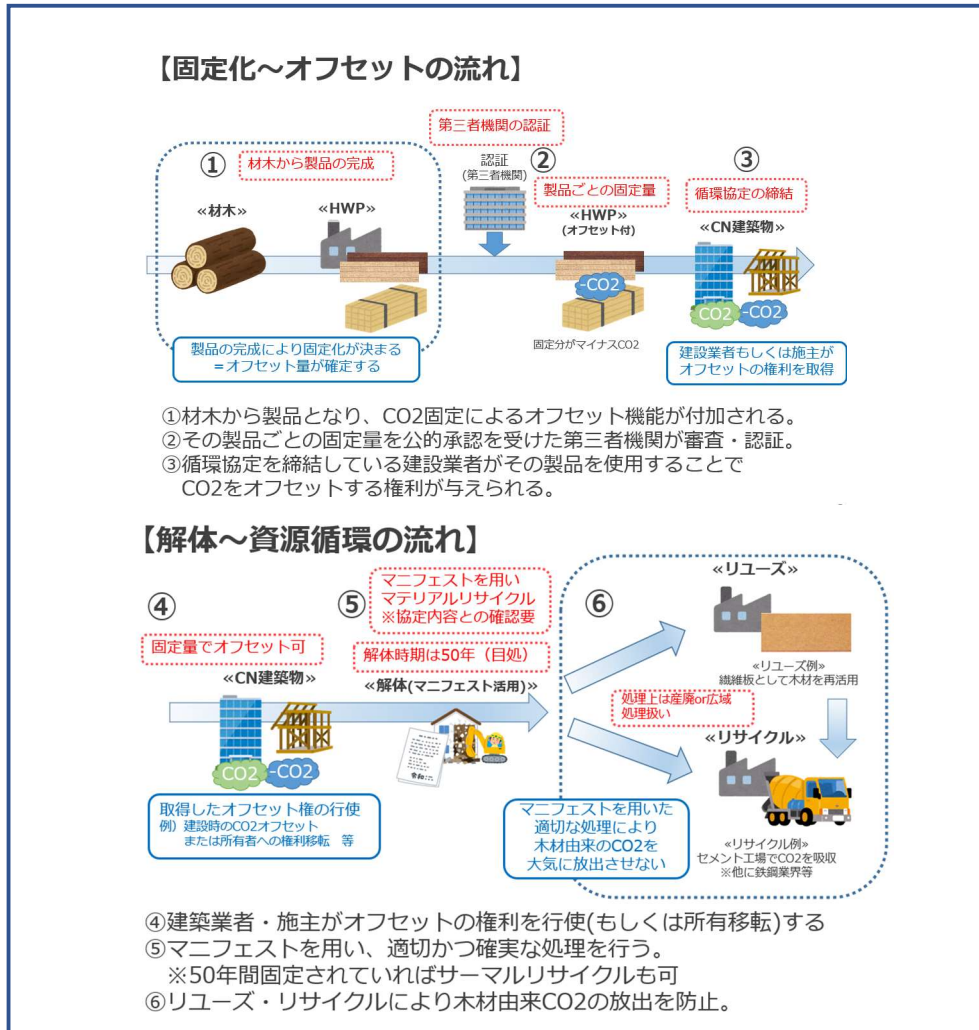 【固定化～オフセットの流れ】
第三者機関の認証
①
材木から製品の完成
認証
(第三者機関)
②
製品ごとの固定量
③
循環協定の締結
«材木»
«HWP»
«HWP»
(オフセット付)
«CN建築物»
-CO2
CO2
-CO2
固定分がマイナスCO2
製品の完成により固定化が決まる
＝オフセット量が確定する
建設業者もしくは施主が
オフセットの権利を取得
①材木から製品となり、CO2固定によるオフセット機能が付加される。
②その製品ごとの固定量を公的承認を受けた第三者機関が審査・認証。
③循環協定を締結している建設業者がその製品を使用することで
CO2をオフセットする権利が与えられる。
【解体～資源循環の流れ】
④
固定量でオフセット可
«CN建築物»
CO2
-CO2
取得したオフセット権の行使
例）建設時のCO2オフセット
または所有者への権利移転　等
⑤
マニフェストを用い
マテリアルリサイクル
※協定内容との確認要
解体時期は50年（目処）
«解体(マニフェスト活用)»
⑥
«リユーズ»
«リユーズ例»
繊維板として木材を再活用
処理上は産廃or広域
処理扱い
«リサイクル»
マニフェストを用いた
適切な処理により
木材由来のCO2を
大気に放出させない
«リサイクル例»
セメント工場でCO2を吸収
※他に鉄鋼業界等
④建築業者・施主がオフセットの権利を行使(もしくは所有移転)する
⑤マニフェストを用い、適切かつ確実な処理を行う。
※50年間固定されていればサーマルリサイクルも可
⑥リユーズ・リサイクルにより木材由来CO2の放出を防止。